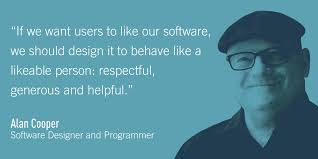 “If we want users to like our software,
we should design it to behave like a
likeable person: respectful,
generous and helpful.”
Alan Cooper
Software Designer and Programmer